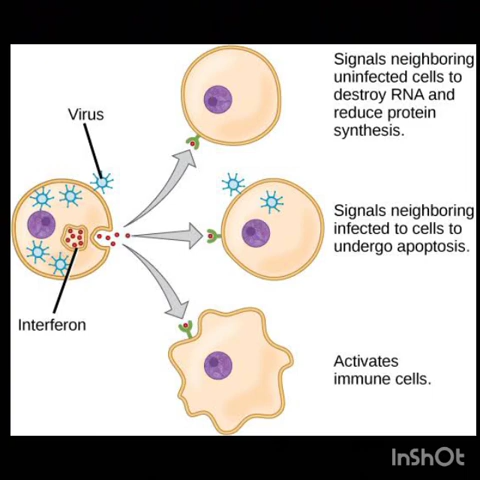 Signals neighboring
uninfected cells to
destroy RNA and
reduce protein
synthesis.
Virus
Signals neighboring
infected to cells to
undergo apoptosis.
Interferon
Activates
immune cells.
InShOt